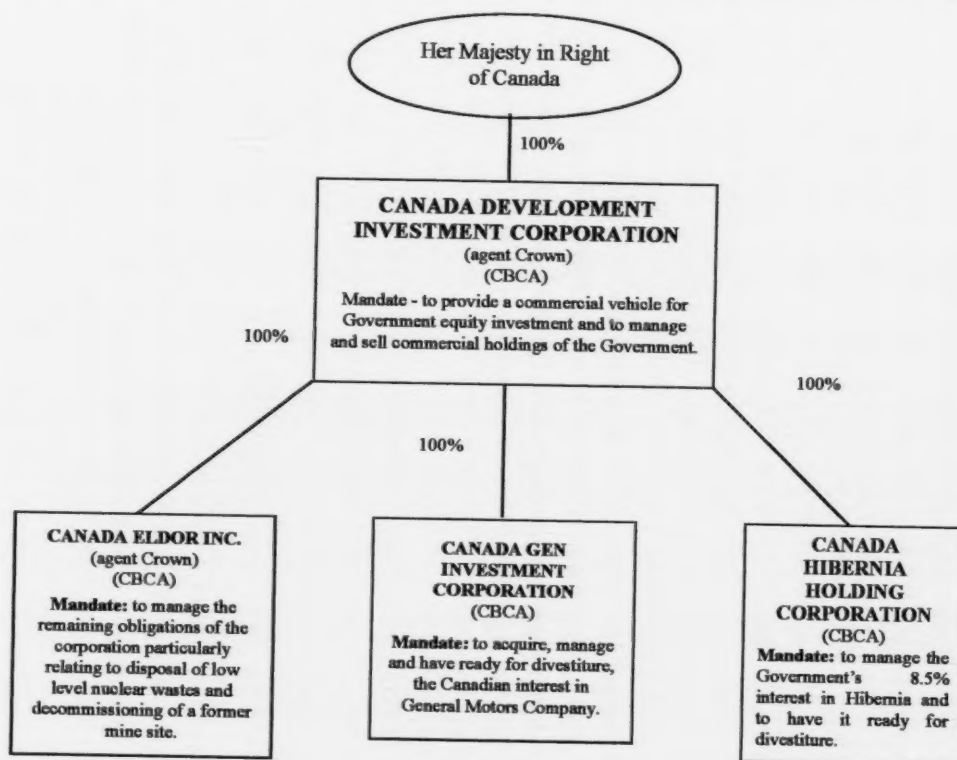 Her Majesty in Right
of Canada
100%
CANADA DEVELOPMENT
INVESTMENT CORPORATION
(agent Crown)
(CBCA)
Mandate - to provide a commercial vehicle for
Government equity investment and to manage
and sell commercial holdings of the Government.
100%
100%
100%
CANADA ELDOR INC.
(agent Crown)
(CBCA)
Mandate: to manage the
remaining obligations of the
corporation particularly
relating to disposal of low
level nuclear wastes and
decommissioning of a former
mine site.
CANADA GEN
INVESTMENT
CORPORATION
(CBCA)
Mandate: to acquire, manage
and have ready for divestiture,
the Canadian interest in
General Motors Company.
CANADA
HIBERNIA
HOLDING
CORPORATION
(CBCA)
Mandate: to manage the
Government's 8.5%
interest in Hibernia and
to have it ready for
divestiture.